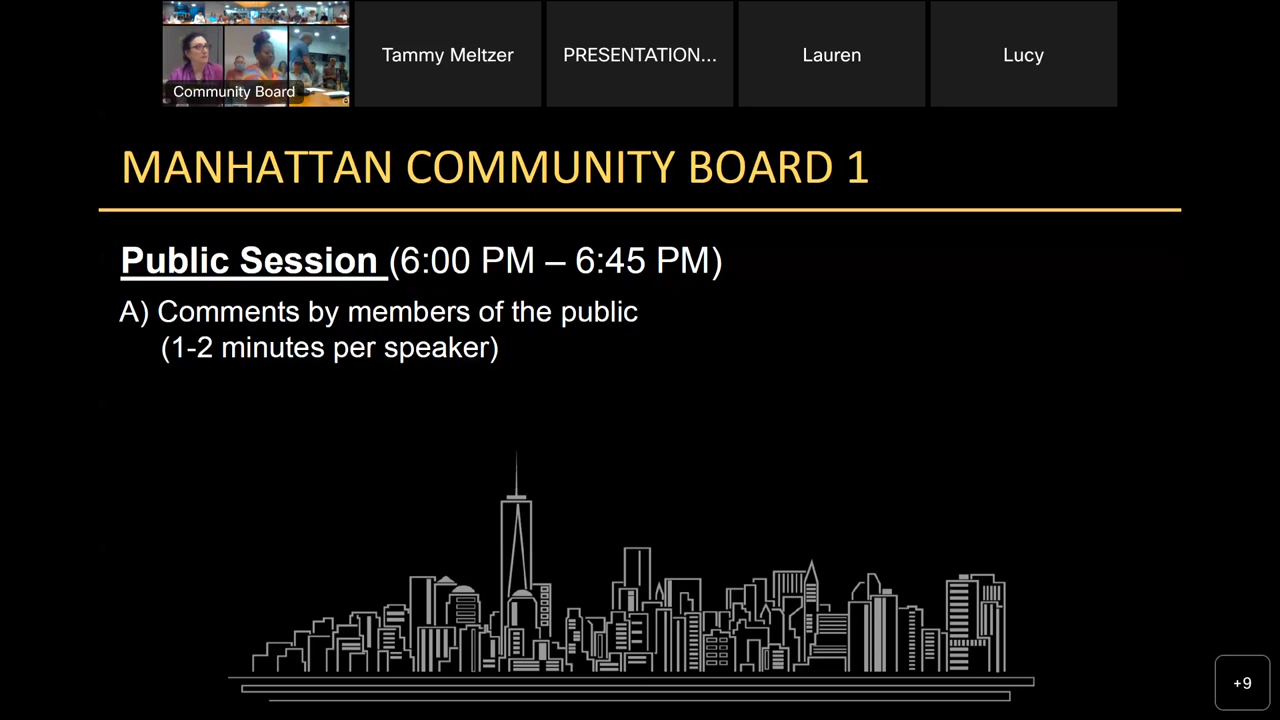 Community Board
Tammy Meltzer
PRESENTATION...
Lauren
Lucy
MANHATTAN COMMUNITY BOARD 1
Public Session (6:00 PM – 6:45 PM)
A) Comments by members of the public
(1-2 minutes per speaker)
+9